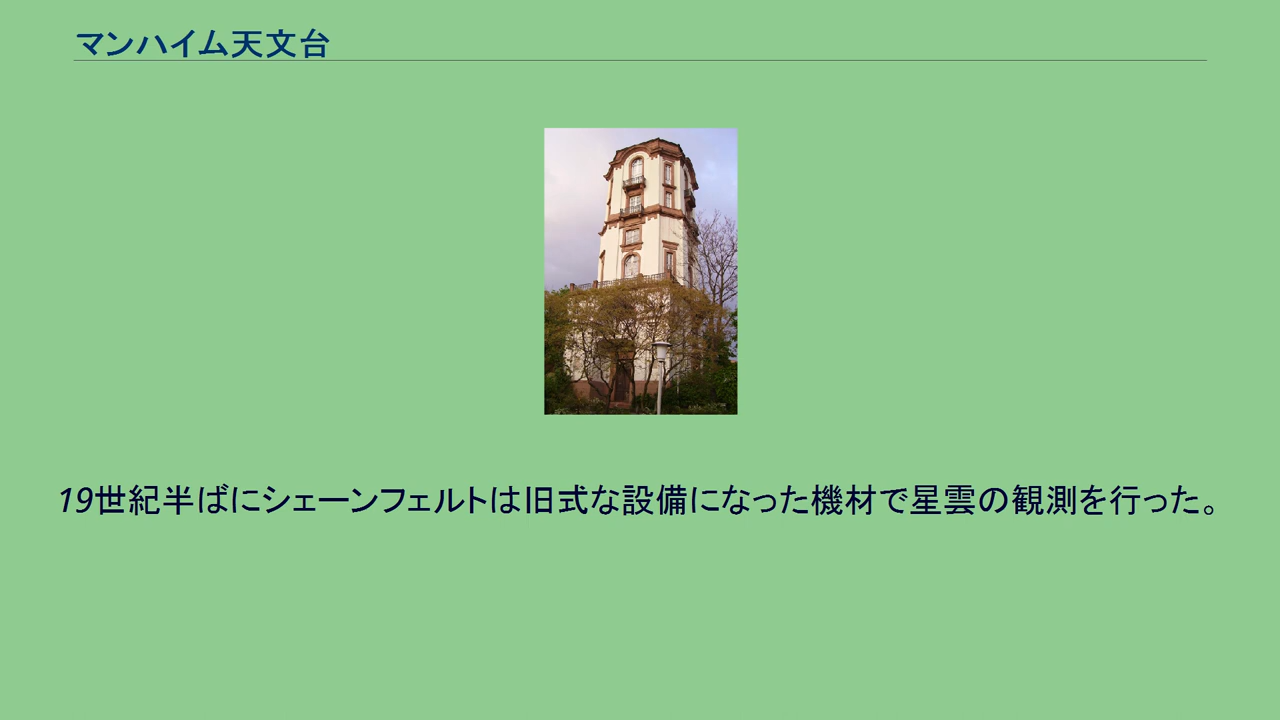 マンハイム天文台
19世紀半ばにシェーンフェルトは旧式な設備になった機材で星雲の観測を行った。